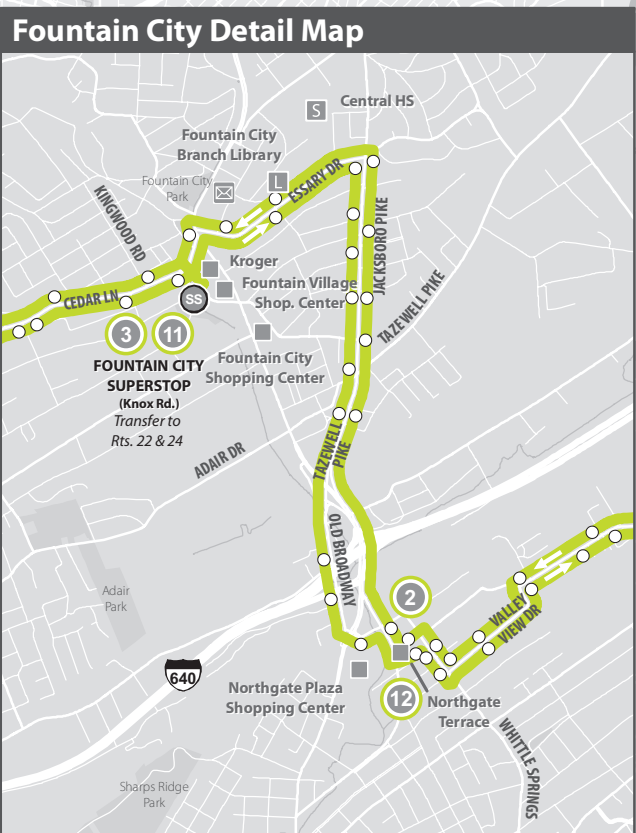 Fountain City Detail Map
S
Central HS
Fountain City
Branch Library
Fountain City
Park
L
ESSARY DR
KINGWOOD RD
JACKSBORO PIKE
Kroger
Fountain Village
Shop. Center
CEDAR LN
SS
TAZEWELL PIKE
3
11
FOUNTAIN CITY
SUPERSTOP
(Knox Rd.)
Transfer to
Rts. 22 & 24
Fountain City
Shopping Center
TAZEWELL
PIKE
ADAIR DR
OLD BROADWAY
Adair
Park
2
VALLEY
VIEW DR
640
Northgate Plaza
Shopping Center
12
Northgate
Terrace
WHITTLE SPRINGS
Sharps Ridge
Park